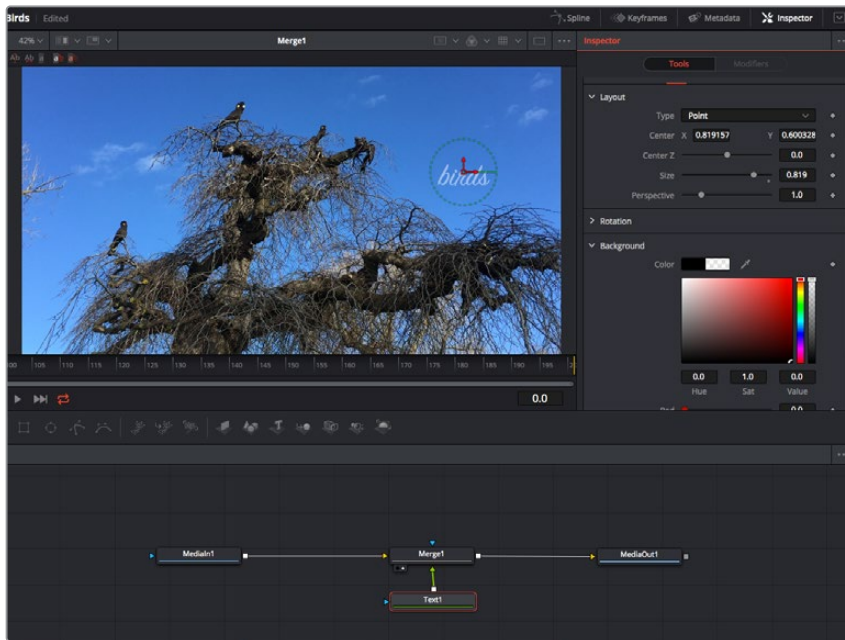 Birds Edited Spline Keyframes Metadata Inspector
42% Merge1 Inspector
Tools Modifiers
Layout
Type Point
Center X 0.819157 Y 0.600328
Center Z 0.0
birds
Size 0.819
Perspective 1.0
Rotation
Background
Color
105 110 115 120 125 130 135 140 145 150 155 160 165 170 175 180 185 190 195
0.0 1.0 0.0
Hue Sat Value
0.0
MediaIn1 Merge1 MediaOut1
Text1